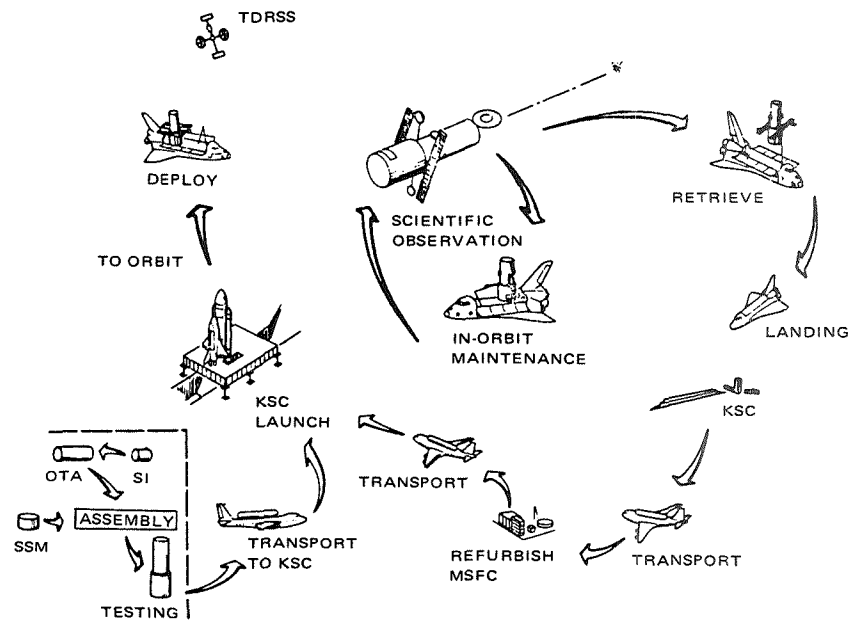 TDRSS
DEPLOY
SCIENTIFIC
OBSERVATION
RETRIEVE
TO ORBIT
IN-ORBIT
MAINTENANCE
LANDING
KSC
LAUNCH
KSC
OTA
SI
TRANSPORT
ASSEMBLY
SSM
TRANSPORT
TO KSC
REFURBISH
MSFC
TRANSPORT
TESTING